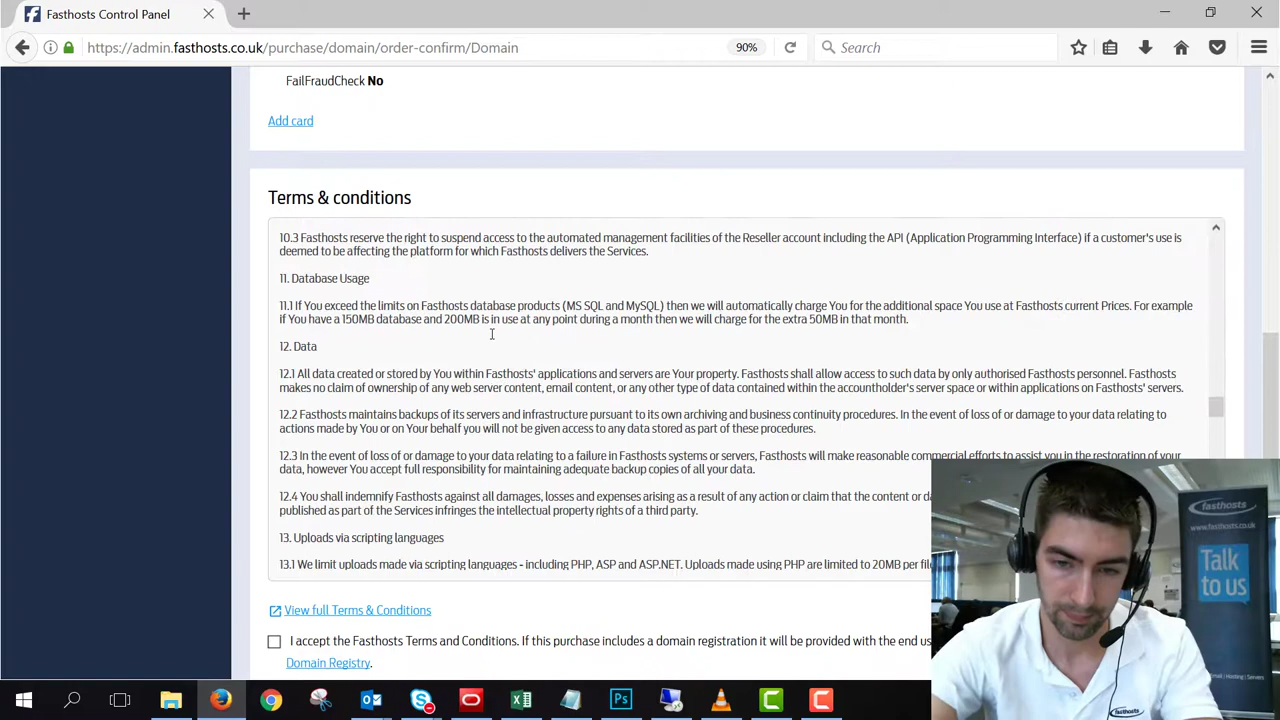 Fasthosts Control Panel
https://admin.fasthosts.co.uk/purchase/domain/order-confirm/Domain
90%
Search
FailFraudCheck No
Add card
Terms & conditions
10.3 Fasthosts reserve the right to suspend access to the automated management facilities of the Reseller account including the API (Application Programming Interface) if a customer's use is
deemed to be affecting the platform for which Fasthosts delivers the Services.
11. Database Usage
11.1 If You exceed the limits on Fasthosts database products (MS SQL and MySQL) then we will automatically charge You for the additional space You use at Fasthosts current Prices. For example
if You have a 150MB database and 200MB is in use at any point during a month then we will charge for the extra 50MB in that month.
12. Data
12.1 All data created or stored by You within Fasthosts' applications and servers are Your property. Fasthosts shall allow access to such data by only authorised Fasthosts personnel. Fasthosts
makes no claim of ownership of any web server content, email content, or any other type of data contained within the accountholder's server space or within applications on Fasthosts' servers.
12.2 Fasthosts maintains backups of its servers and infrastructure pursuant to its own archiving and business continuity procedures. In the event of loss of or damage to your data relating to
actions made by You or on Your behalf you will not be given access to any data stored as part of these procedures.
12.3 In the event of loss of or damage to your data relating to a failure in Fasthosts systems or servers, Fasthosts will make reasonable commercial efforts to assist you in the restoration of your
data, however You accept full responsibility for maintaining adequate backup copies of all your data.
12.4 You shall indemnify Fasthosts against all damages, losses and expenses arising as a result of any action or claim that the content or
published as part of the Services infringes the intellectual property rights of a third party.
13. Uploads via scripting languages
13.1 We limit uploads made via scripting languages - including PHP, ASP and ASP.NET. Uploads made using PHP are limited to 20MB per
View full Terms & Conditions
I accept the Fasthosts Terms and Conditions. If this purchase includes a domain registration it will be provided with the end
Domain Registry.
fasthosts
www.fasthosts.co.uk
Talk
to us
fasthosts
Email | Hosting | Servers